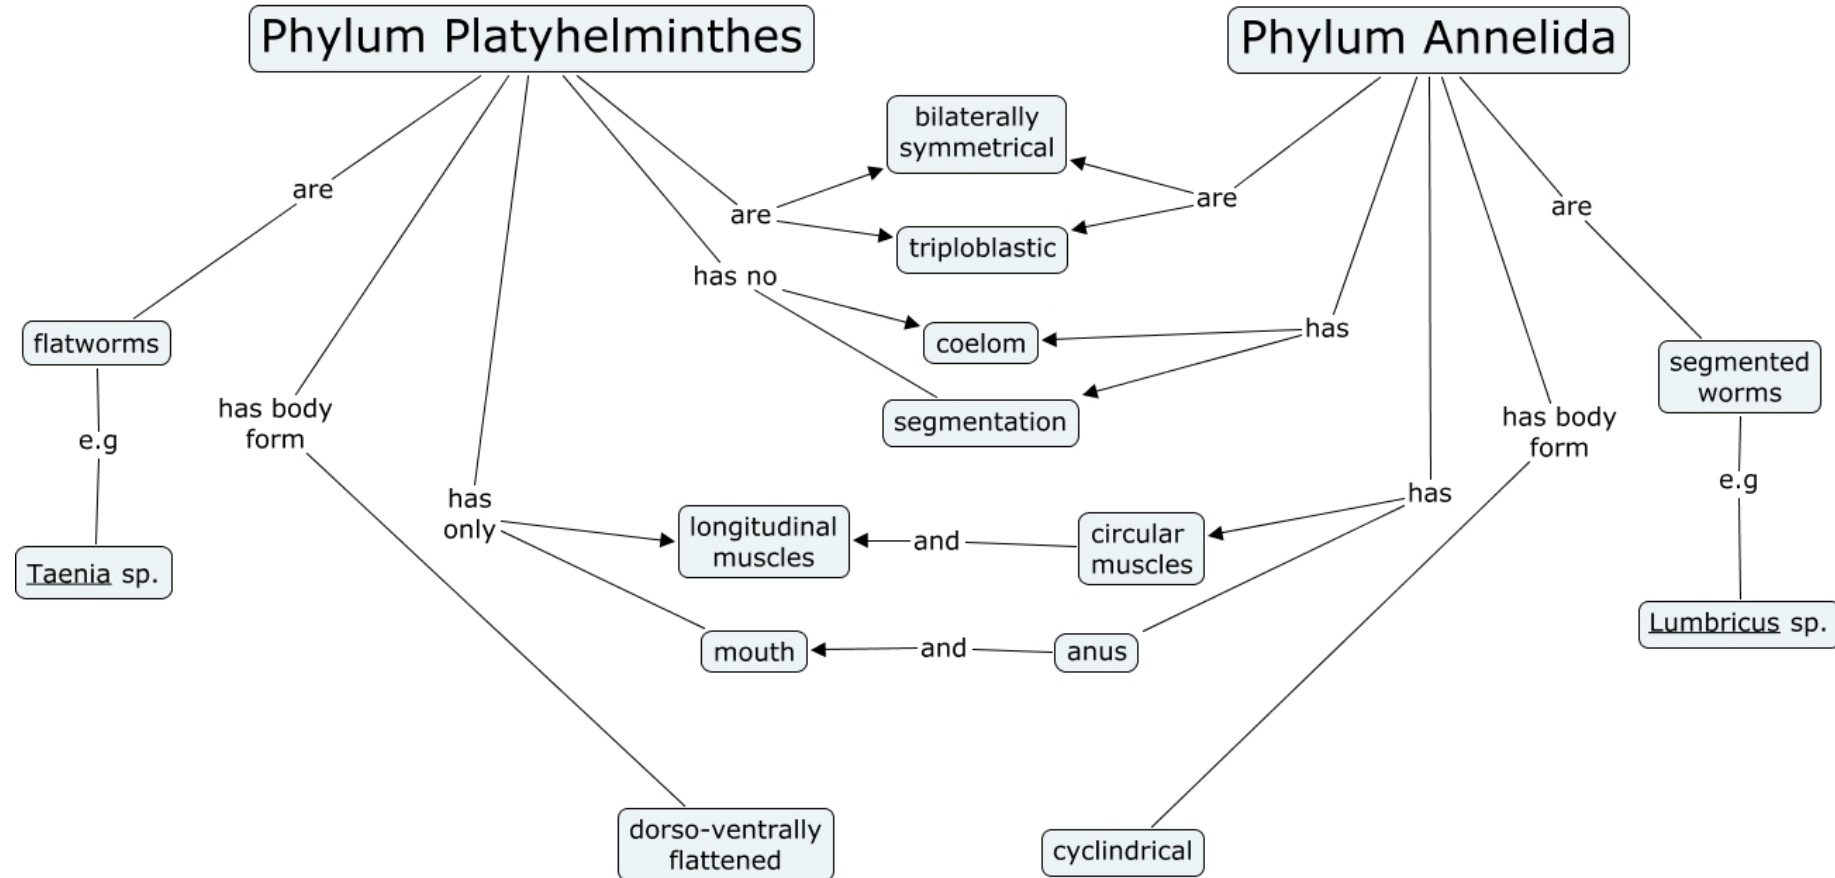 Phylum Platyhelminthes
Phylum Annelida
bilaterally
symmetrical
are
are
are
are
triploblastic
has no
has
coelom
flatworms
segmented
worms
has body
form
has body
form
segmentation
e.g
e.g
has
only
has
longitudinal
muscles
and
circular
muscles
Taenia sp.
Lumbricus sp.
mouth
and
anus
dorso-ventrally
flattened
cyclindrical